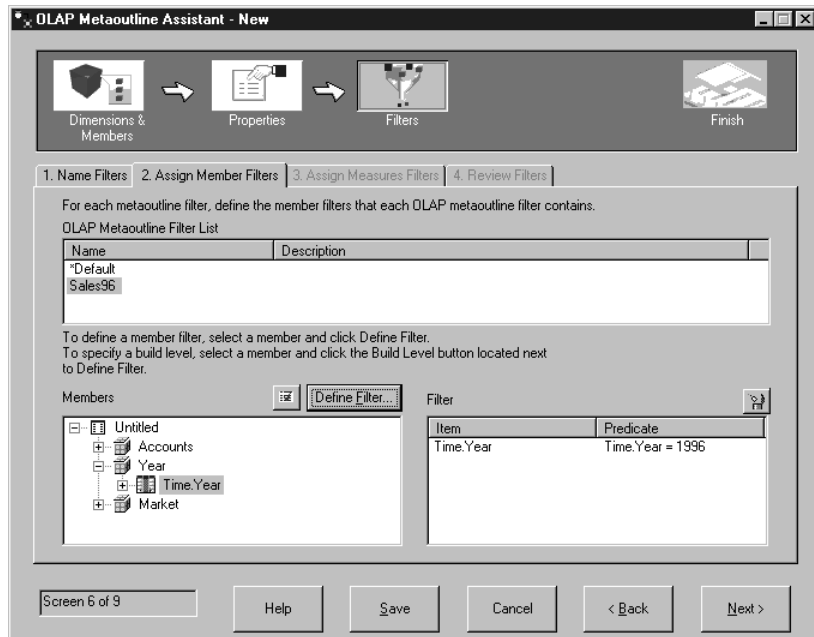 OLAP Metaoutline Assistant - New
Dimensions &
Members
Properties
Filters
Finish
1. Name Filters
2. Assign Member Filters
3. Assign Measures Filters
4. Review Filters
For each metaoutline filter, define the member filters that each OLAP metaoutline filter contains.
OLAP Metaoutline Filter List
Name Description
*Default
Sales96
To define a member filter, select a member and click Define Filter.
To specify a build level, select a member and click the Build Level button located next
to Define Filter.
Members
Define Filter...
Untitled
Accounts
Year
Time.Year
Market
Filter
Item Predicate
Time.Year Time.Year = 1996
Screen 6 of 9
Help
Save
Cancel
< Back
Next >